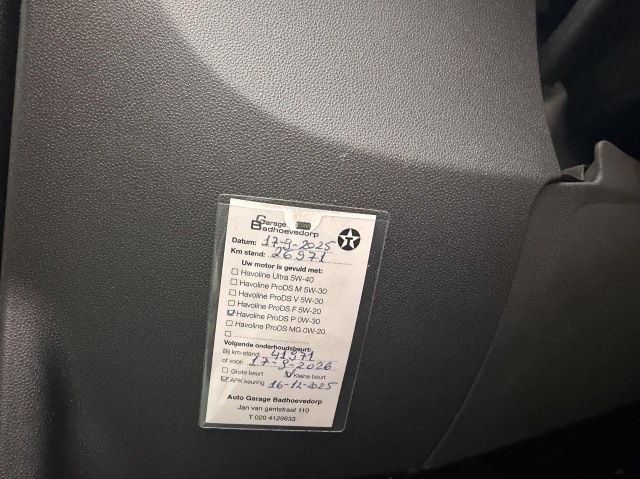 Garage
Badhoevedorp
Datum: 17-9-2025
Km stand: 26971
Uw motor is gevuld met:
Havoline Ultra 5W-40
Havoline ProDS M 5W-30
Havoline ProDS V 5W-30
Havoline ProDS F 5W-20
Havoline ProDS P 0W-30
Havoline ProDS MG 0W-20
Volgende onderhoudsbeurt:
Bij km-stand: 41971
of voor: 17-9-2026
Grote beurt Kleine beurt
APK keuring 16-12-2025
Auto Garage Badhoevedorp
Jan van gentstraat 110
T 020 4129633